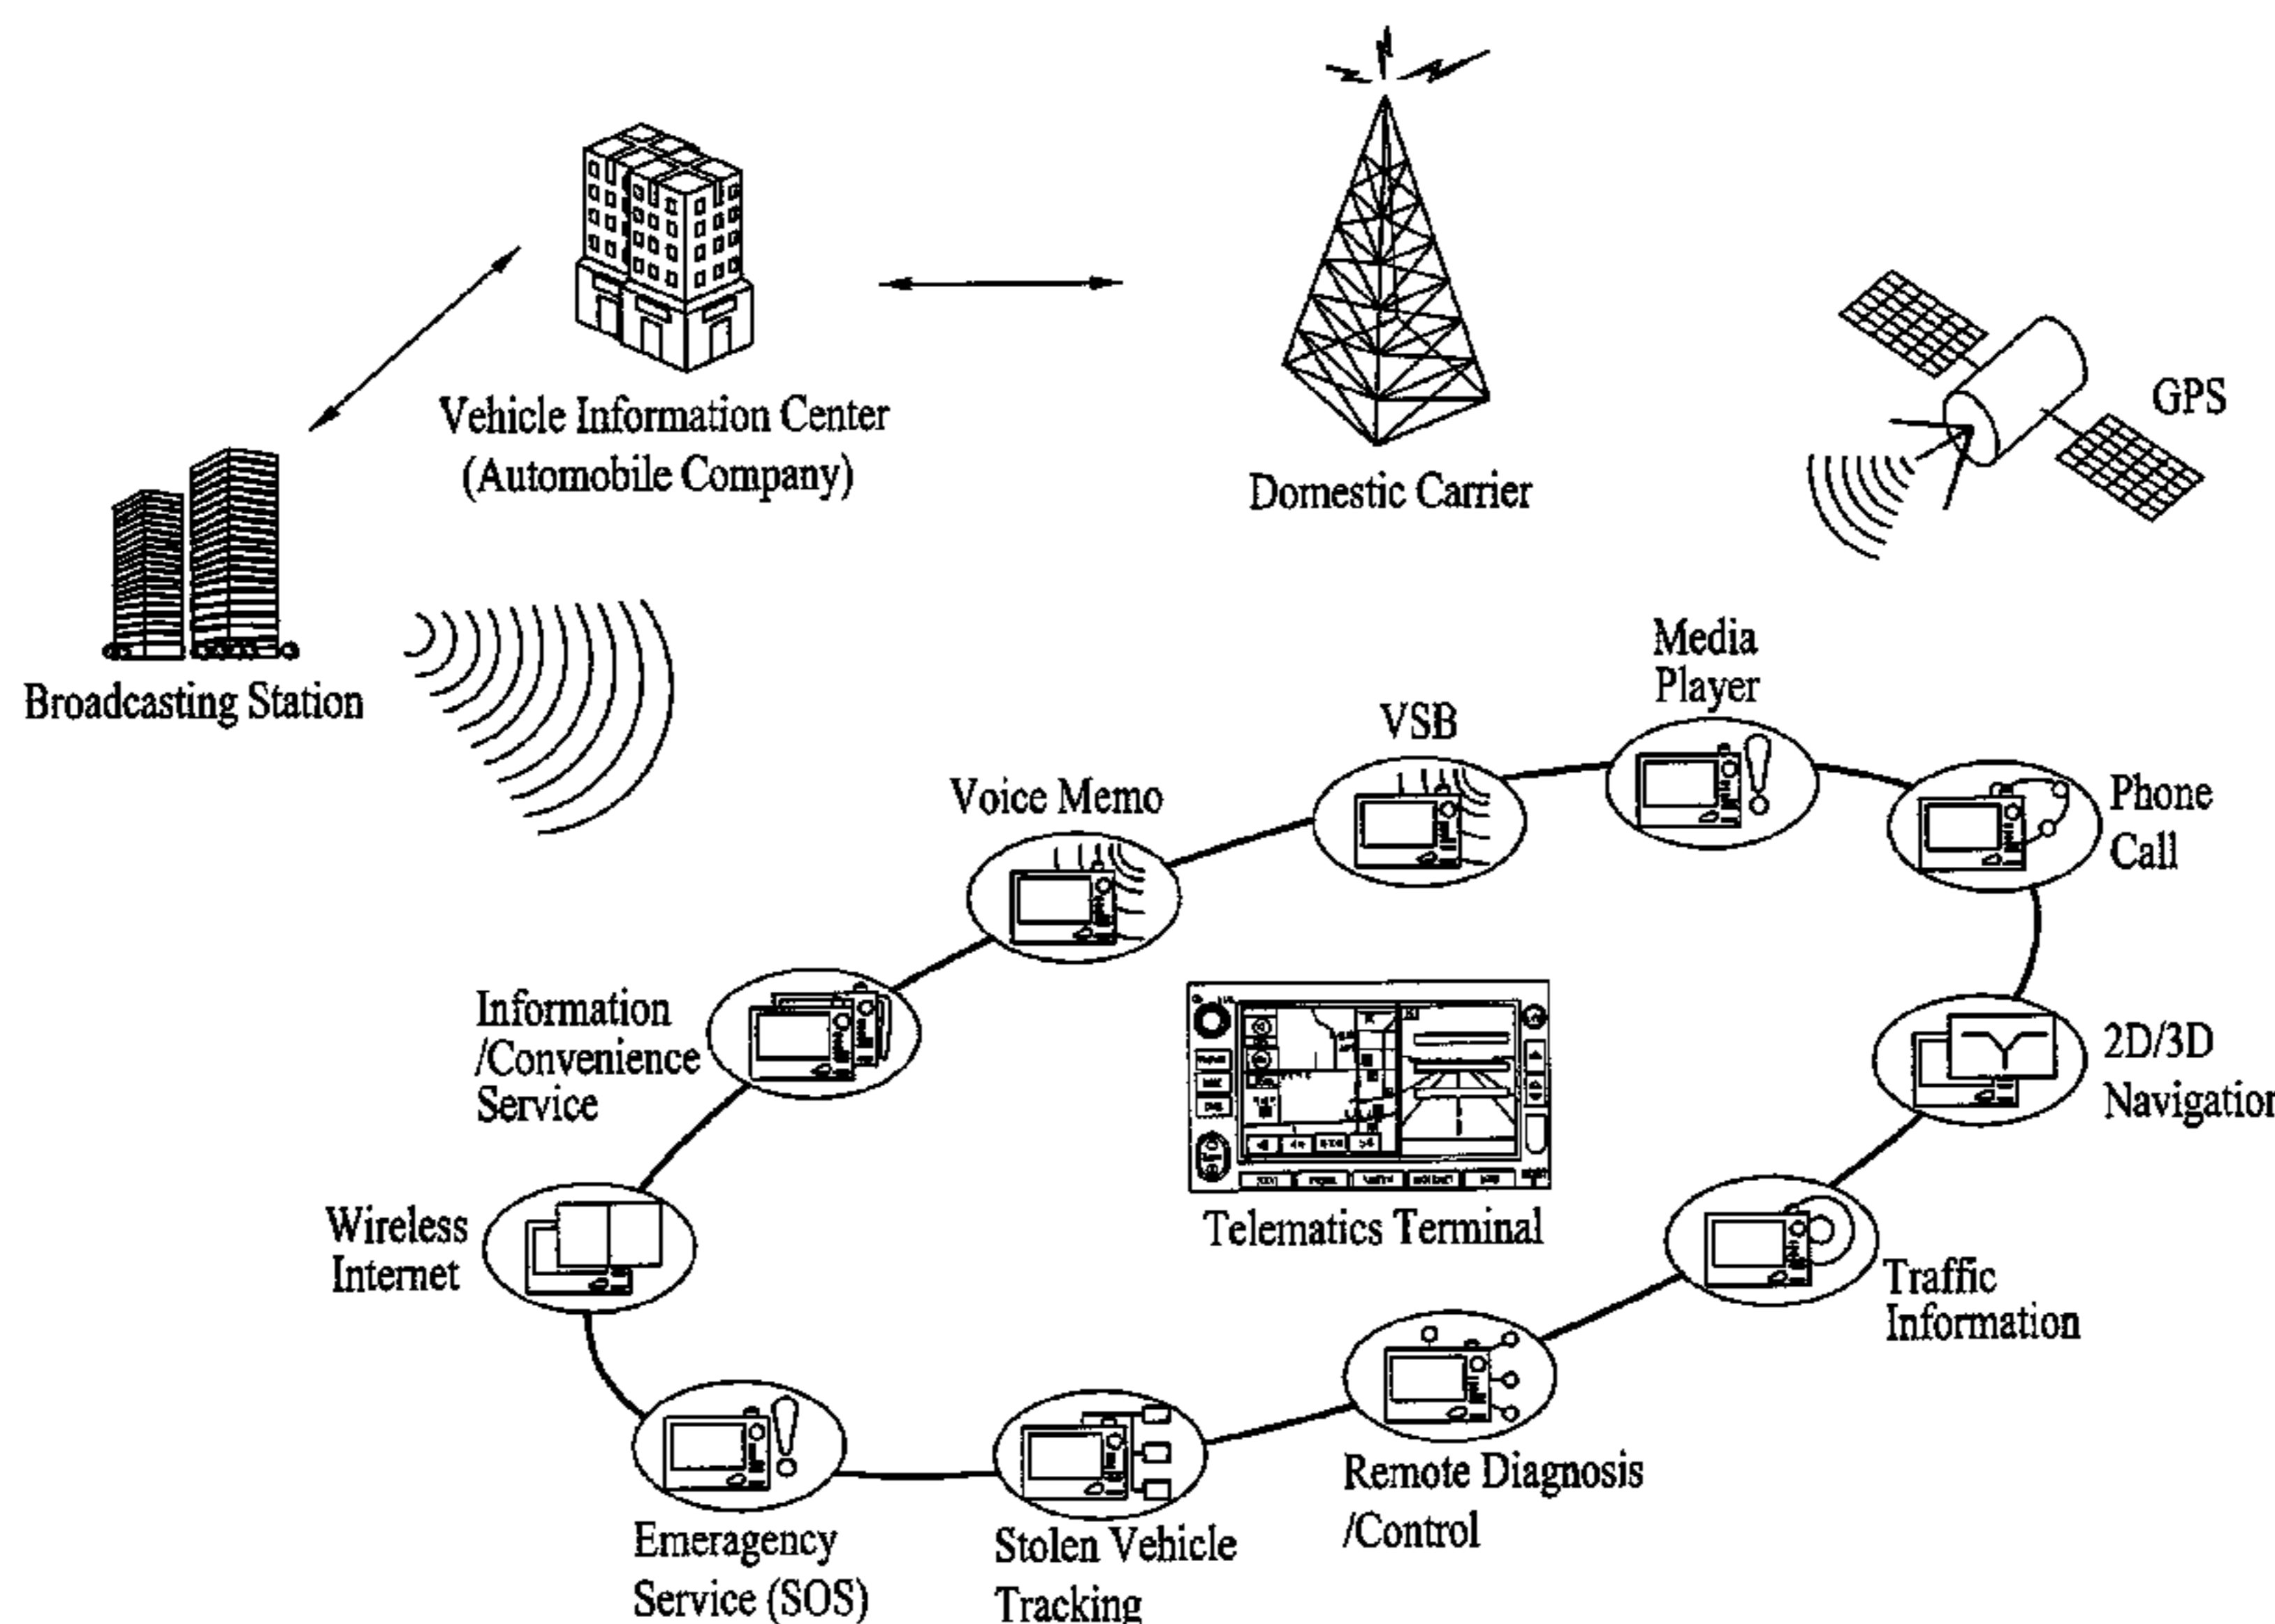 Vehicle Information Center
(Automobile Company)
Domestic Carrier
GPS
Broadcasting Station
Media
Player
VSB
Voice Memo
Phone
Call
Information
/Convenience
Service
2D/3D
Navigation
Telematics Terminal
Wireless
Internet
Traffic
Information
Remote Diagnosis
/Control
Emeragency
Service (SOS)
Stolen Vehicle
Tracking